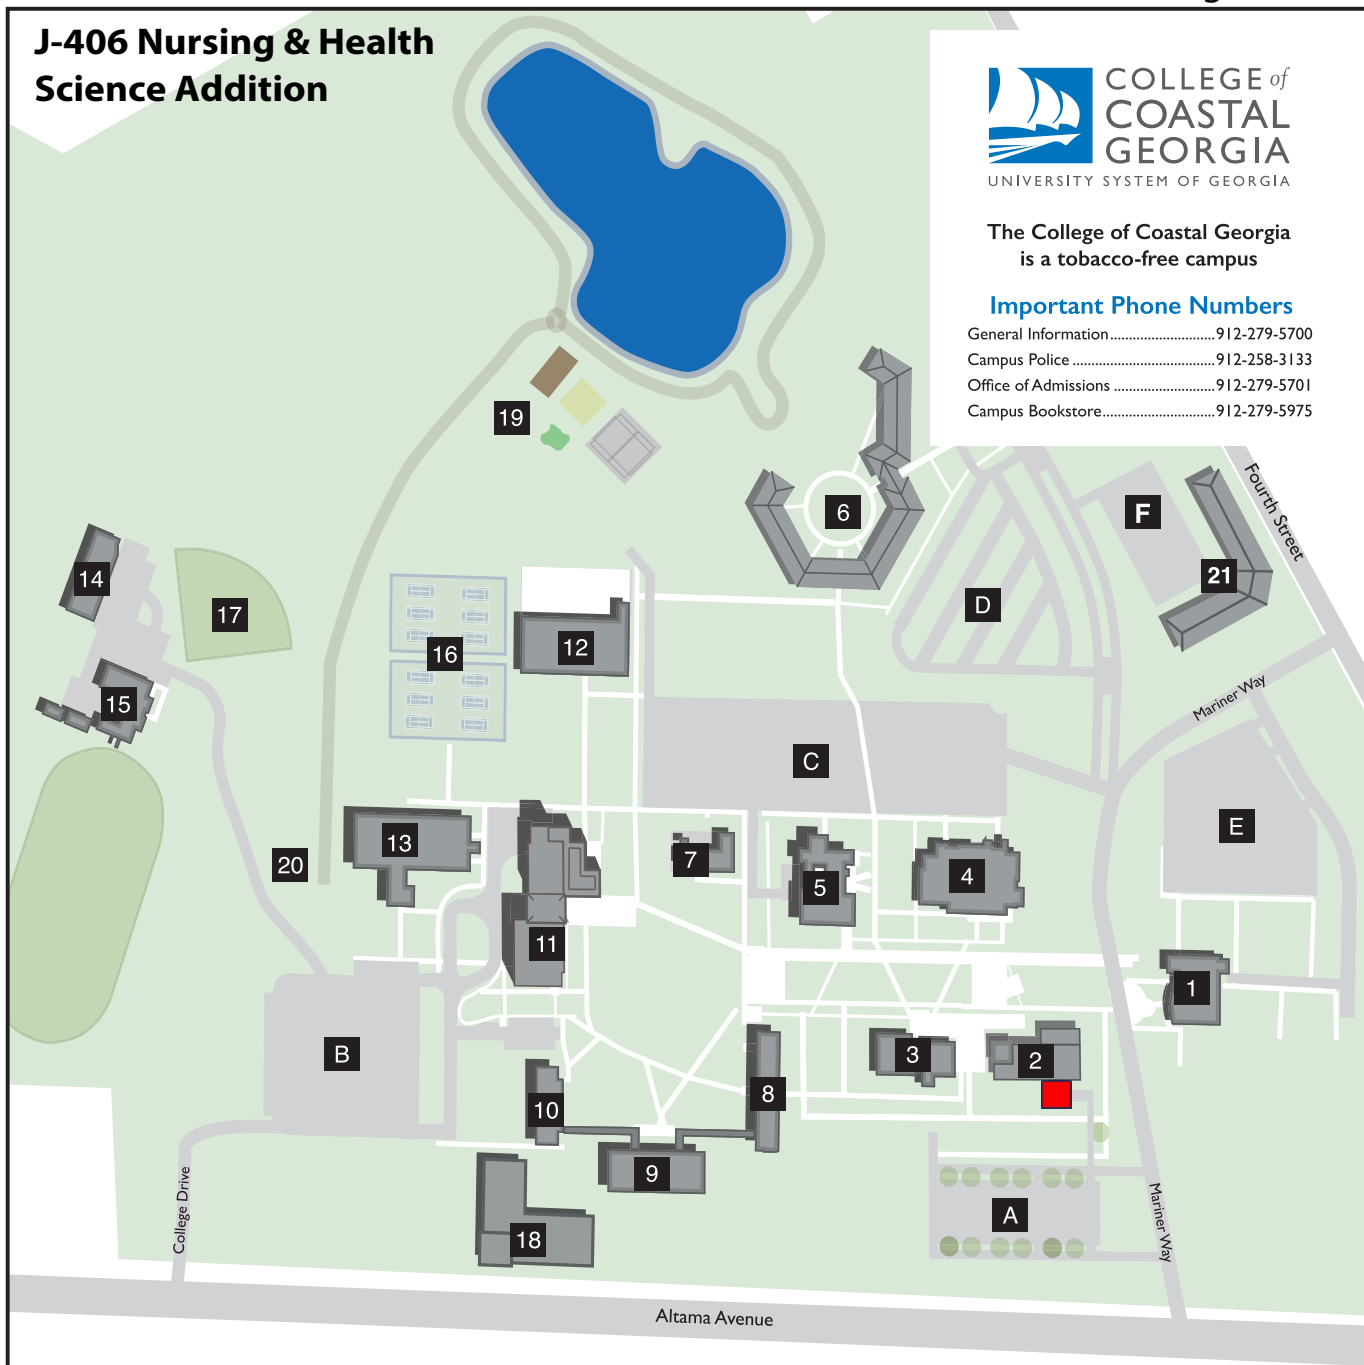 J-406 Nursing & Health
Science Addition
COLLEGE of
COASTAL
GEORGIA
UNIVERSITY SYSTEM OF GEORGIA
The College of Coastal Georgia
is a tobacco-free campus
Important Phone Numbers
General Information............................912-279-5700
Campus Police......................................912-258-3133
Office of Admissions...........................912-279-5701
Campus Bookstore..............................912-279-5975
19
6
F
Fourth Street
21
14
17
D
12
16
15
Mariner Way
C
E
13
7
20
5
4
11
1
B
3
2
8
10
9
College Drive
18
A
Mariner Way
Altama Avenue